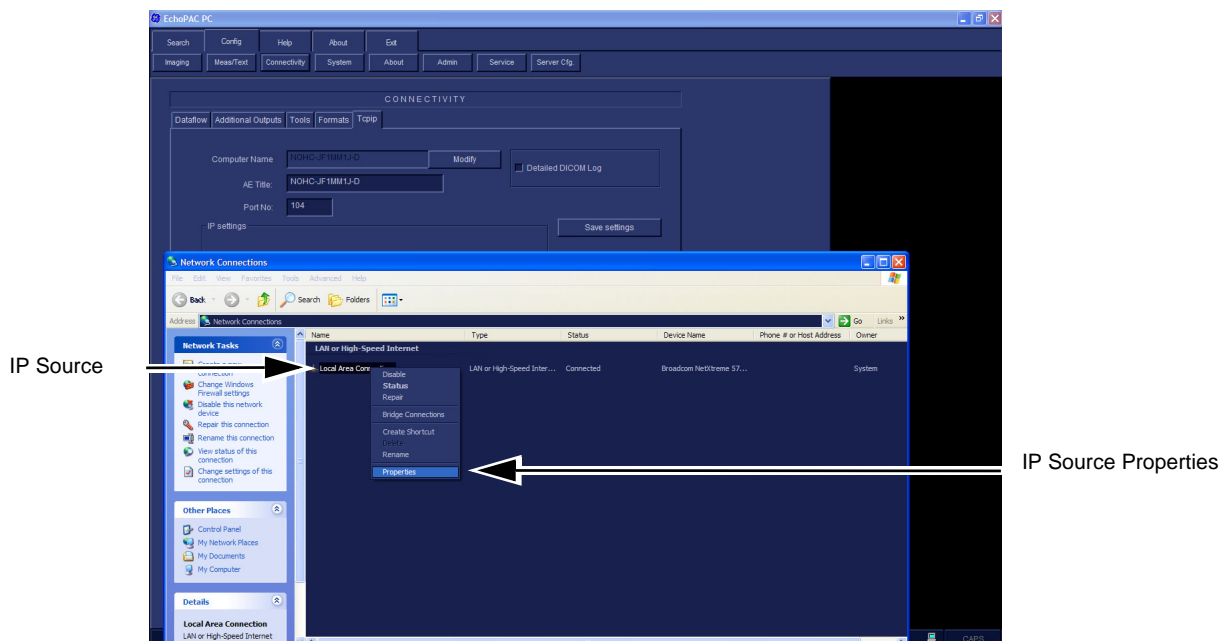 EchoPAC PC
Search Config Help About Exit
Imaging Meas/Text Connectivity System About Admin Service Server Cfg.
CONNECTIVITY
Dataflow Additional Outputs Tools Formats Tcpip
Computer Name NOHC-JF1MM1J-D Modify
Detailed DICOM Log
AE Title: NOHC-JF1MM1J-D
Port No: 104
IP settings Save settings
Network Connections
File Edit View Favorites Tools Advanced Help
Back Search Folders
Address Network Connections Go Links »
Network Tasks
Create a new
connection
Change Windows
Firewall settings
Disable this network
device
Repair this connection
Rename this connection
View status of this
connection
Change settings of this
connection
Other Places
Control Panel
My Network Places
My Documents
My Computer
Details
Local Area Connection
LAN or High-Speed Internet
Name Type Status Device Name Phone # or Host Address Owner
LAN or High-Speed Internet
Local Area LAN or High-Speed Inter... Connected Broadcom NetXtreme 57... System
Disable
Status
Repair
Bridge Connections
Create Shortcut
Delete
Rename
Properties
IP Source
IP Source Properties
CAPS